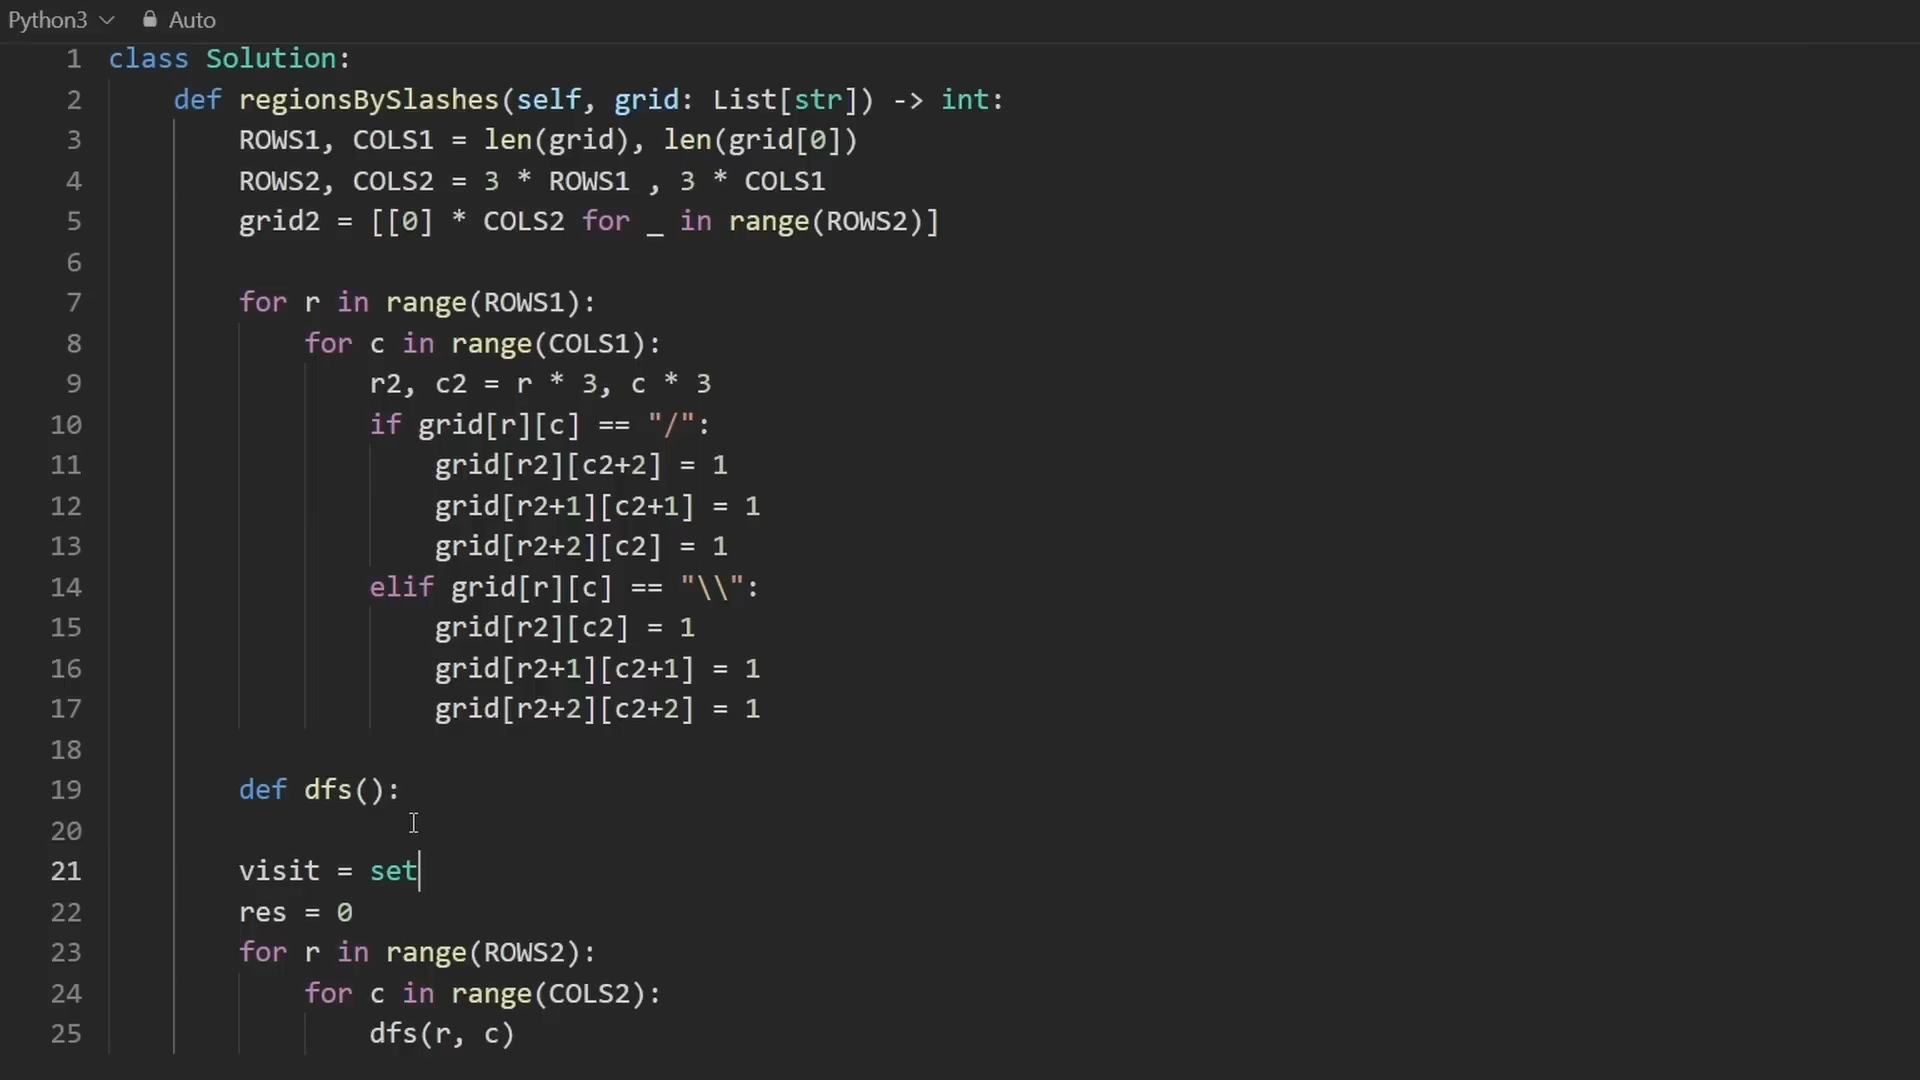 Python3 Auto
1 class Solution:
2     def regionsBySlashes(self, grid: List[str]) -> int:
3         ROWS1, COLS1 = len(grid), len(grid[0])
4         ROWS2, COLS2 = 3 * ROWS1 , 3 * COLS1
5         grid2 = [[0] * COLS2 for _ in range(ROWS2)]
6
7         for r in range(ROWS1):
8             for c in range(COLS1):
9                 r2, c2 = r * 3, c * 3
10                 if grid[r][c] == "/":
11                     grid[r2][c2+2] = 1
12                     grid[r2+1][c2+1] = 1
13                     grid[r2+2][c2] = 1
14                 elif grid[r][c] == "\\":
15                     grid[r2][c2] = 1
16                     grid[r2+1][c2+1] = 1
17                     grid[r2+2][c2+2] = 1
18
19         def dfs():
20
21         visit = set
22         res = 0
23         for r in range(ROWS2):
24             for c in range(COLS2):
25                 dfs(r, c)